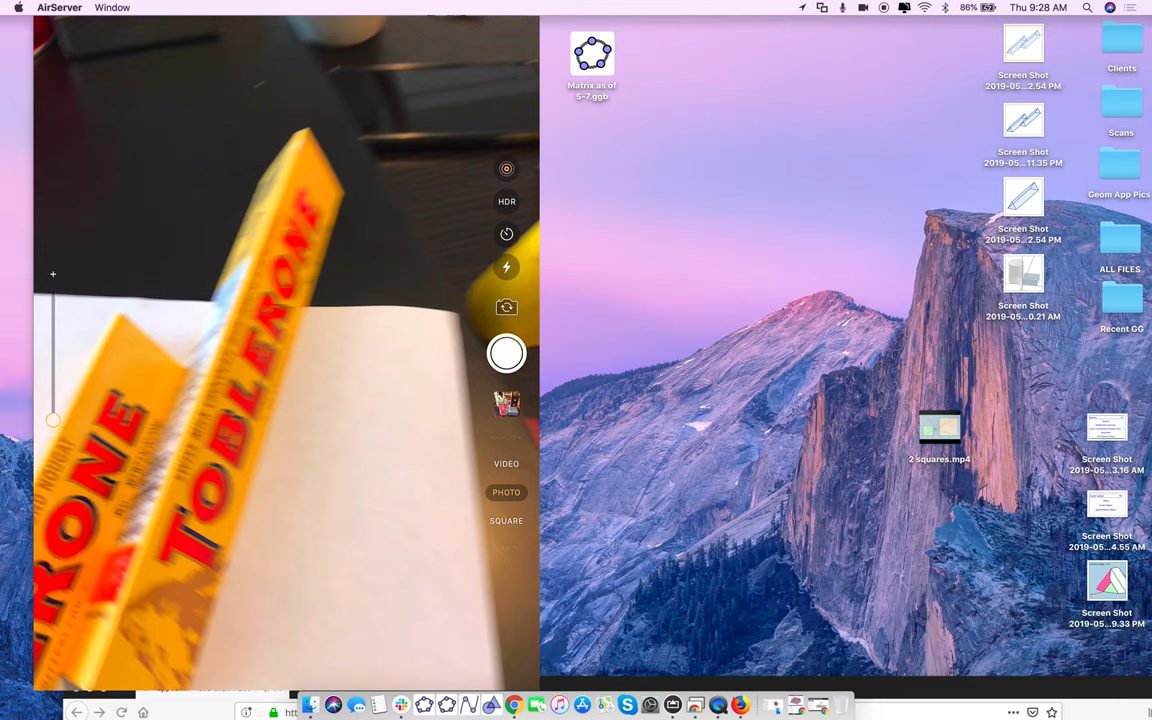 AirServer Window
86% Thu 9:28 AM
Matrix as of
5-7.ggb
Screen Shot
2019-05...2.54 PM
Clients
Screen Shot
2019-05...11.35 PM
Scans
Screen Shot
2019-05...2.54 PM
Geom App Pics
Screen Shot
2019-05...0.21 AM
ALL FILES
Recent GG
2 squares.mp4
Screen Shot
2019-05...3.16 AM
Screen Shot
2019-05...4.55 AM
Screen Shot
2019-05...9.33 PM
HDR
VIDEO
PHOTO
SQUARE
TOBLERONE
RONE